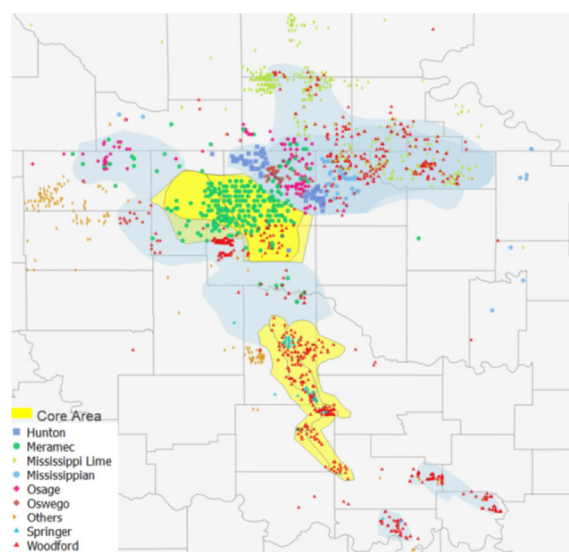 Core Area
Hunton
Meramec
Mississippi Lime
Mississippian
Osage
Oswego
Others
Springer
Woodford